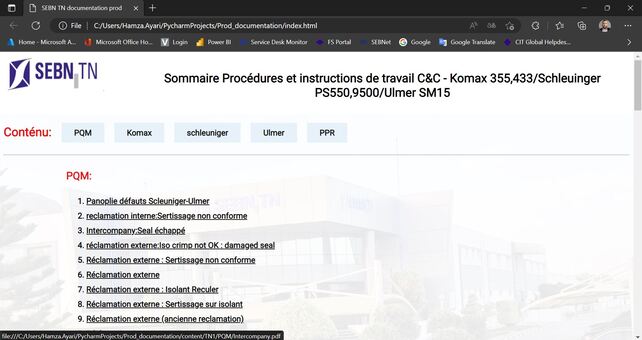 SEBN TN documentation prod
File
C:/Users/Hamza.Ayari/PycharmProjects/Prod_documentation/index.html
Home - Microsoft A...
Microsoft Office Ho...
Login
Power BI
Service Desk Monitor
FS Portal
SEBNet
Google
Google Translate
CIT Global Helpdes...
SEBN TN
Sommaire Procédures et instructions de travail C&C - Komax 355,433/Schleuinger
PS550,9500/Ulmer SM15
Conténu:
PQM
Komax
schleuniger
Ulmer
PPR
PQM:
1. Panoplie défauts Scleuniger-Ulmer
2. reclamation interne:Sertissage non conforme
3. Intercompany:Seal échappé
4. réclamation externe:Iso crimp not OK : damaged seal
5. Réclamation externe : Sertissage non conforme
6. Réclamation externe
7. Réclamation externe : Isolant Reculer
8. Réclamation externe : Sertissage sur isolant
9. Réclamation externe (ancienne reclamation)
file:///C:/Users/Hamza.Ayari/PycharmProjects/Prod_documentation/content/TN1/PQM/Intercompany.pdf